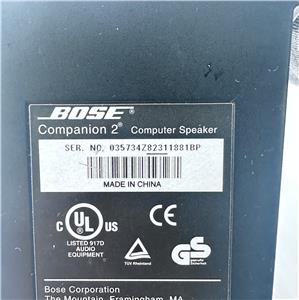 BOSE
Companion 2® Computer Speaker
SER. NO. 035734Z82311881BP
MADE IN CHINA
C UL US
LISTED 917D
AUDIO
EQUIPMENT
TÜV Rheinland
GS
Bose Corporation
The Mountain, Framingham, MA